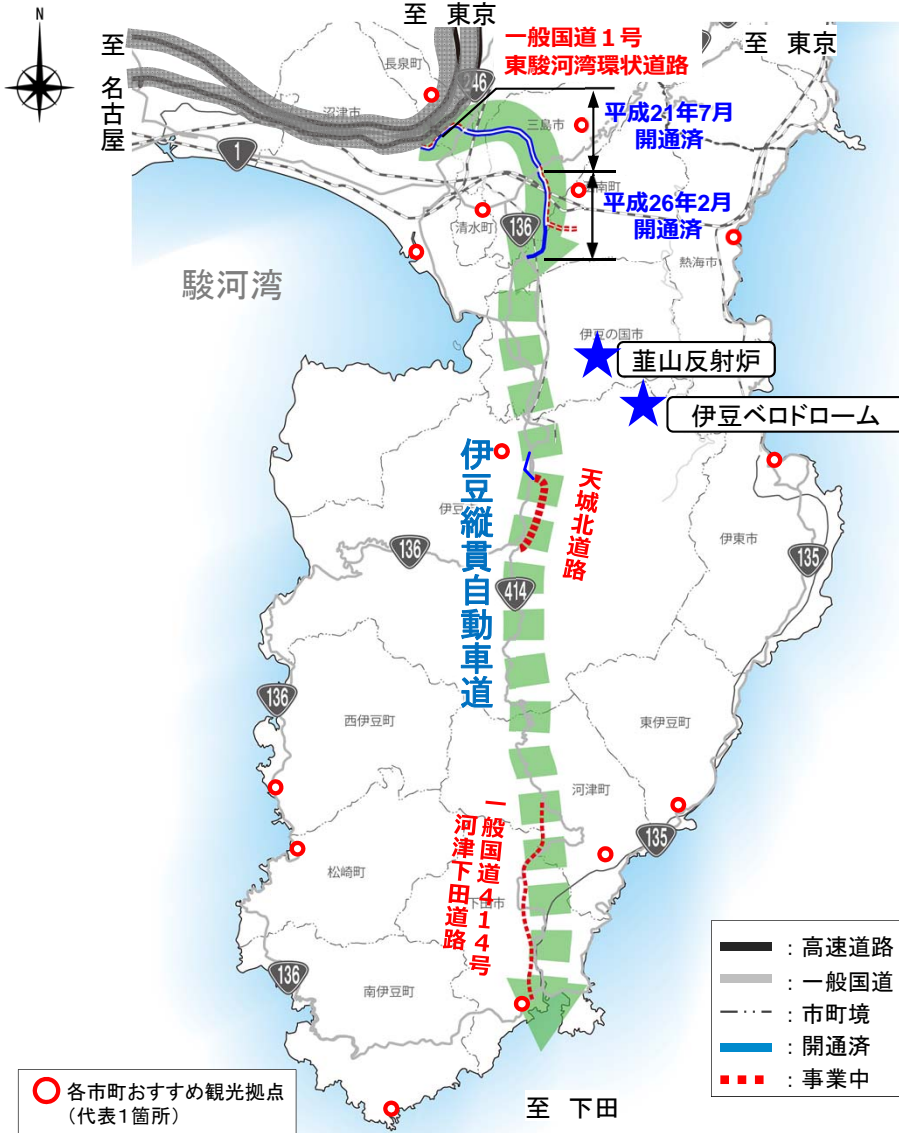 N
至 東京
至 東京
至 名古屋
一般国道1号
東駿河湾環状道路
長泉町
246
沼津市
三島市
平成21年7月
開通済
1
平成26年2月
開通済
清水町
136
熱海市
駿河湾
伊豆の国市
韮山反射炉
伊豆ベロドローム
伊豆縦貫自動車道
天城北道路
136
414
伊東市
135
136
西伊豆町
東伊豆町
河津町
135
一般国道414号
河津下田道路
松崎町
下田市
136
南伊豆町
至 下田
:高速道路
:一般国道
:市町境
:開通済
:事業中
各市町おすすめ観光拠点
(代表1箇所)